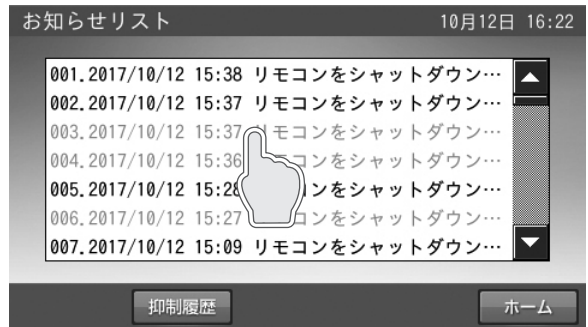 お知らせリスト 10月12日 16:22
001.2017/10/12 15:38 リモコンをシャットダウン…
002.2017/10/12 15:37 リモコンをシャットダウン…
003.2017/10/12 15:37 モコンをシャットダウン…
004.2017/10/12 15:36 コンをシャットダウン…
005.2017/10/12 15:28 ンをシャットダウン…
006.2017/10/12 15:27 コンをシャットダウン…
007.2017/10/12 15:09 リモコンをシャットダウン…
抑制履歴 ホーム